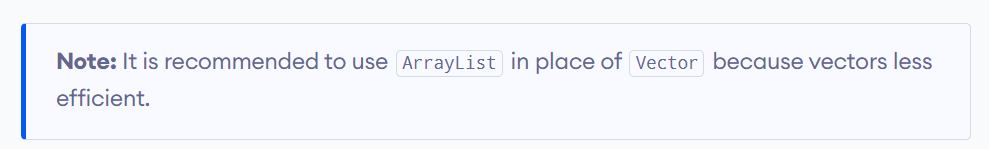 Note: It is recommended to use ArrayList in place of Vector because vectors less
efficient.